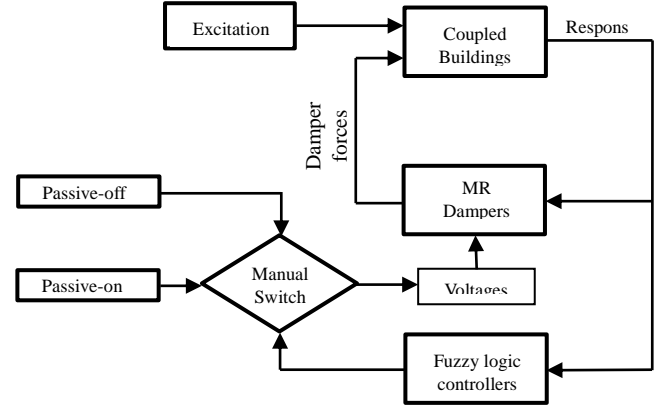 Excitation
Coupled
Buildings
Respons
Damper
forces
Passive-off
MR
Dampers
Passive-on
Manual
Switch
Voltages
Fuzzy logic
controllers